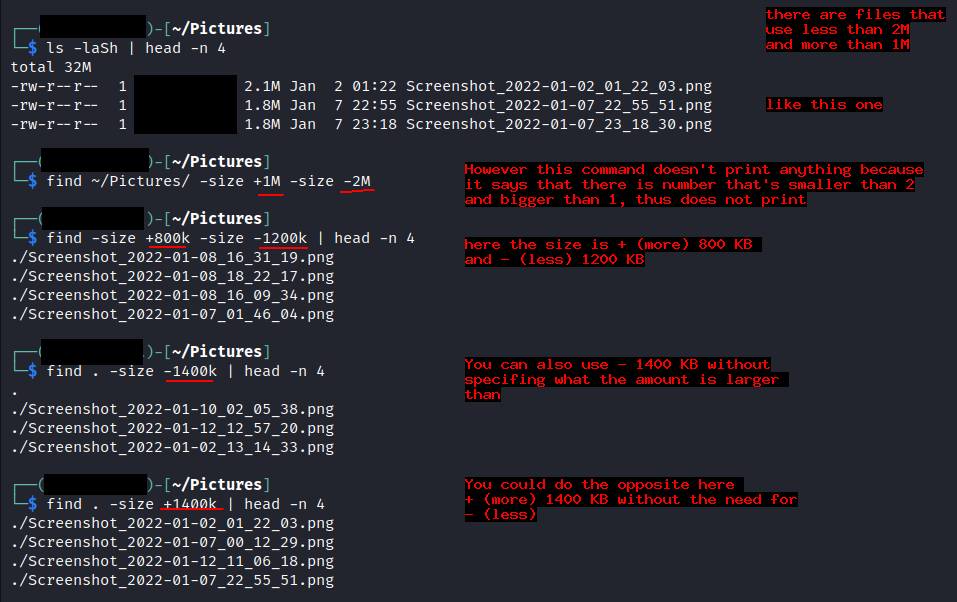 ┌──(          )-[~/Pictures]
└─$ ls -laSh | head -n 4
total 32M
-rw-r--r--  1            2.1M Jan  2 01:22 Screenshot_2022-01-02_01_22_03.png
-rw-r--r--  1            1.8M Jan  7 22:55 Screenshot_2022-01-07_22_55_51.png
-rw-r--r--  1            1.8M Jan  7 23:18 Screenshot_2022-01-07_23_18_30.png
there are files that
use less than 2M
and more than 1M
like this one
┌──(          )-[~/Pictures]
└─$ find ~/Pictures/ -size +1M -size -2M
However this command doesn't print anything because
it says that there is number that's smaller than 2
and bigger than 1, thus does not print
┌──(          )-[~/Pictures]
└─$ find -size +800k -size -1200k | head -n 4
./Screenshot_2022-01-08_16_31_19.png
./Screenshot_2022-01-08_18_22_17.png
./Screenshot_2022-01-08_16_09_34.png
./Screenshot_2022-01-07_01_46_04.png
here the size is + (more) 800 KB
and - (less) 1200 KB
┌──(          )-[~/Pictures]
└─$ find . -size -1400k | head -n 4
.
./Screenshot_2022-01-10_02_05_38.png
./Screenshot_2022-01-12_12_57_20.png
./Screenshot_2022-01-02_13_14_33.png
You can also use - 1400 KB without
specifing what the amount is larger
than
┌──(          )-[~/Pictures]
└─$ find . -size +1400k | head -n 4
./Screenshot_2022-01-02_01_22_03.png
./Screenshot_2022-01-07_00_12_29.png
./Screenshot_2022-01-12_11_06_18.png
./Screenshot_2022-01-07_22_55_51.png
You could do the opposite here
+ (more) 1400 KB without the need for
- (less)